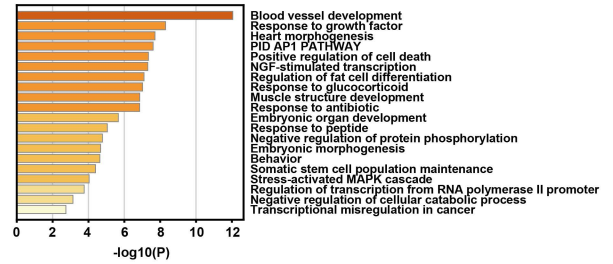 Blood vessel development
Response to growth factor
Heart morphogenesis
PID AP1 PATHWAY
Positive regulation of cell death
NGF-stimulated transcription
Regulation of fat cell differentiation
Response to glucocorticoid
Muscle structure development
Response to antibiotic
Embryonic organ development
Response to peptide
Negative regulation of protein phosphorylation
Embryonic morphogenesis
Behavior
Somatic stem cell population maintenance
Stress-activated MAPK cascade
Regulation of transcription from RNA polymerase II promoter
Negative regulation of cellular catabolic process
Transcriptional misregulation in cancer
0 2 4 6 8 10 12
-log10(P)